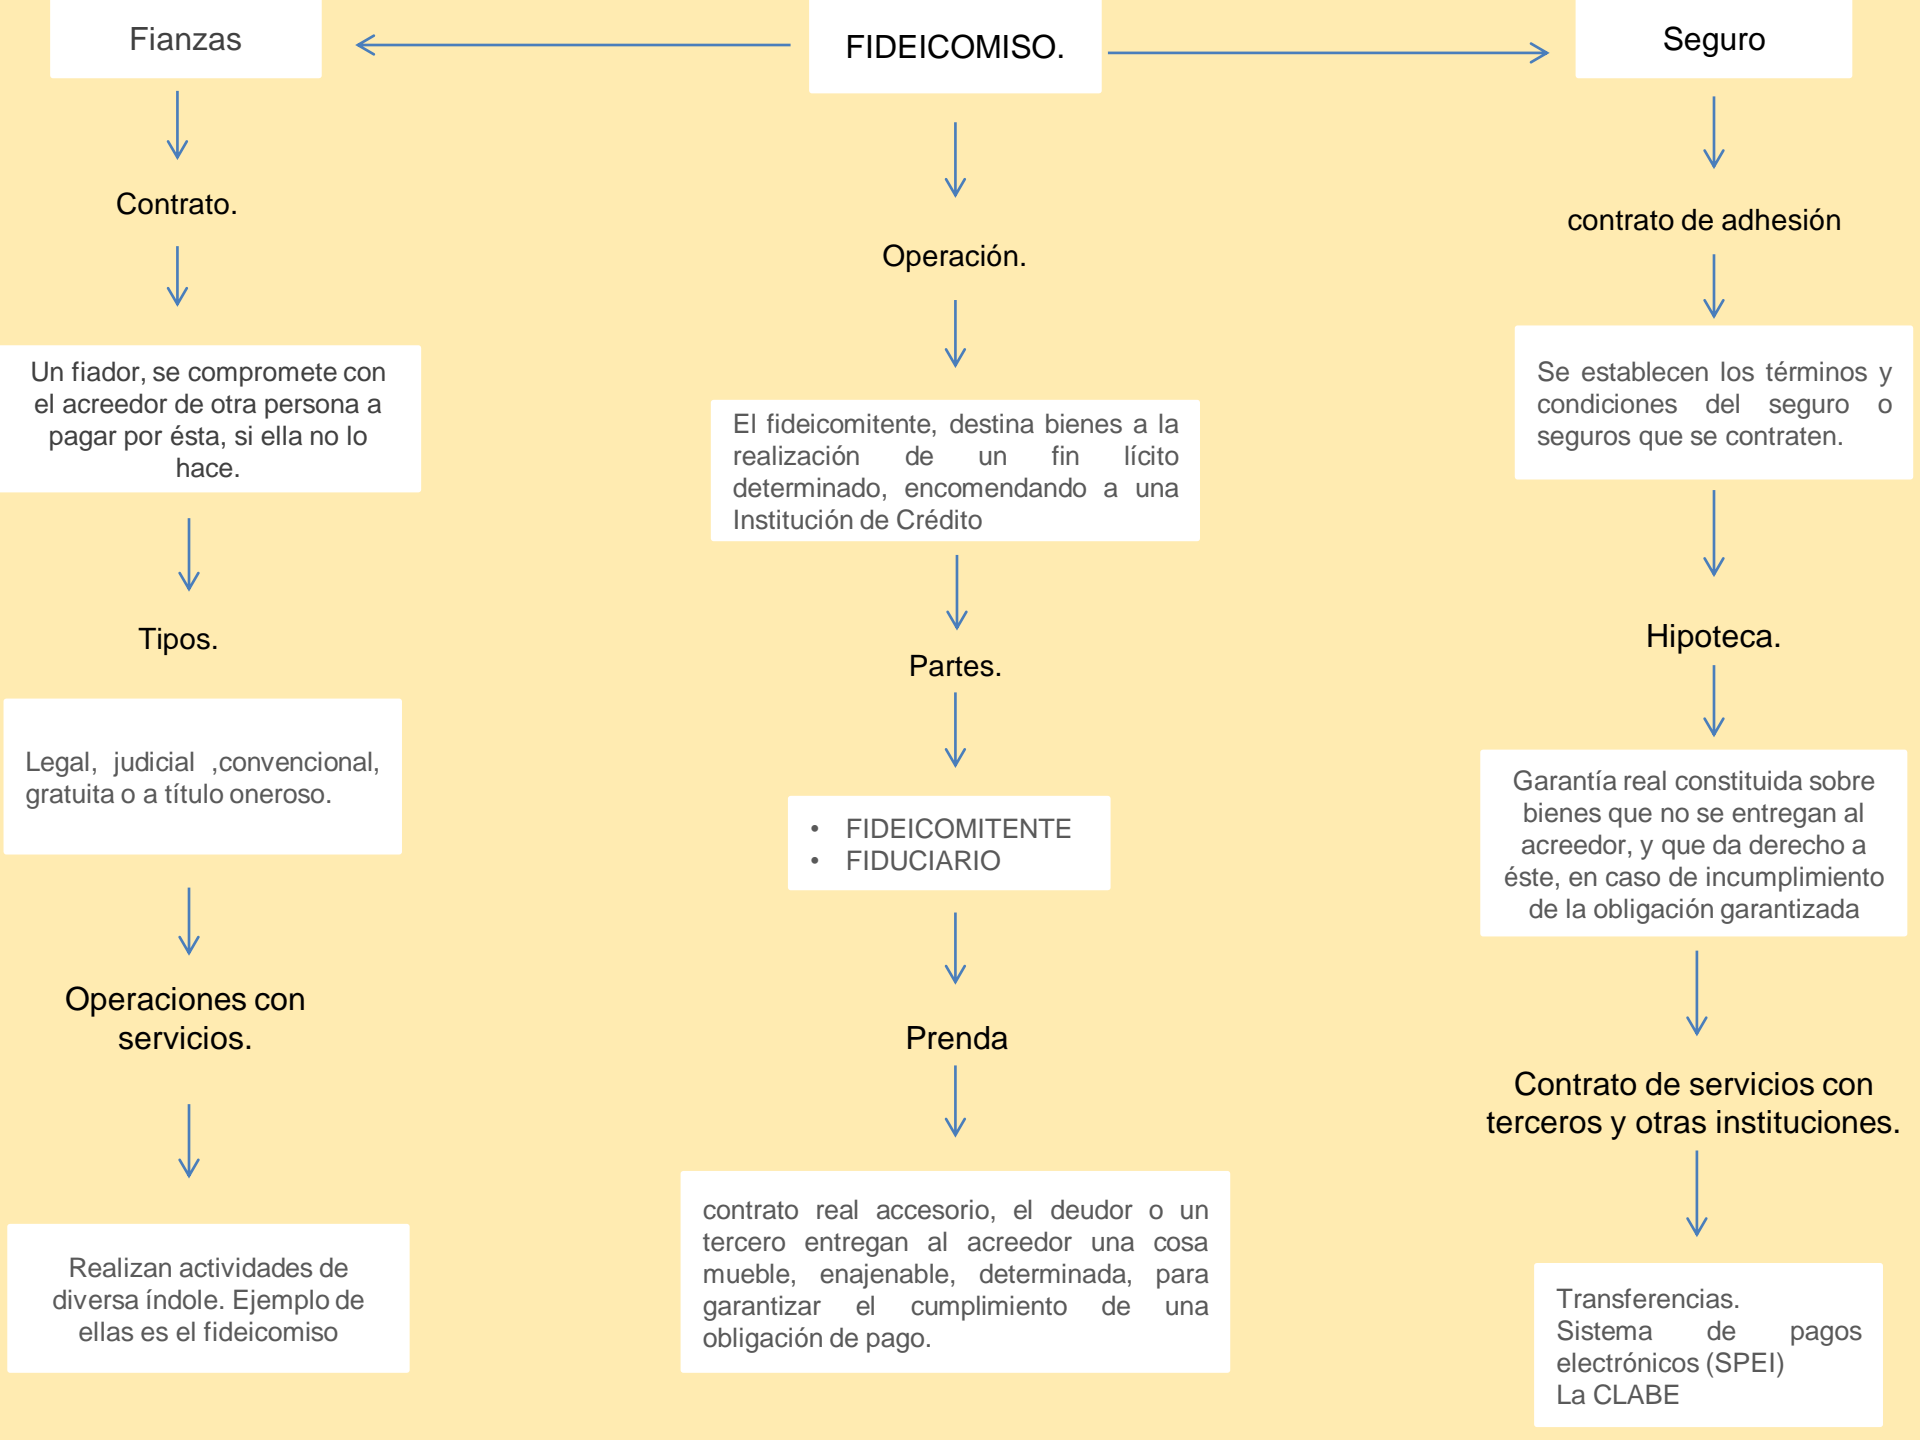 Fianzas
Contrato.
Un fiador, se compromete con
el acreedor de otra persona a
pagar por ésta, si ella no lo
hace.
Tipos.
Legal, judicial ,convencional,
gratuita o a título oneroso.
Operaciones con
servicios.
Realizan actividades de
diversa índole. Ejemplo de
ellas es el fideicomiso
FIDEICOMISO.
Operación.
El fideicomitente, destina bienes a la
realización de un fin lícito
determinado, encomendando a una
Institución de Crédito
Partes.
• FIDEICOMITENTE
• FIDUCIARIO
Prenda
contrato real accesorio, el deudor o un
tercero entregan al acreedor una cosa
mueble, enajenable, determinada, para
garantizar el cumplimiento de una
obligación de pago.
Seguro
contrato de adhesión
Se establecen los términos y
condiciones del seguro o
seguros que se contraten.
Hipoteca.
Garantía real constituida sobre
bienes que no se entregan al
acreedor, y que da derecho a
éste, en caso de incumplimiento
de la obligación garantizada
Contrato de servicios con
terceros y otras instituciones.
Transferencias.
Sistema de pagos
electrónicos (SPEI)
La CLABE